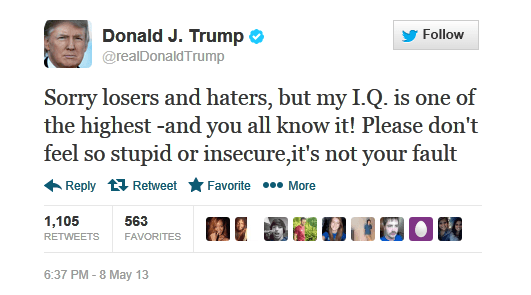 Donald J. Trump
@realDonaldTrump
Follow
Sorry losers and haters, but my I.Q. is one of
the highest -and you all know it! Please don't
feel so stupid or insecure,it's not your fault
Reply Retweet Favorite More
1,105 563
RETWEETS FAVORITES
6:37 PM - 8 May 13